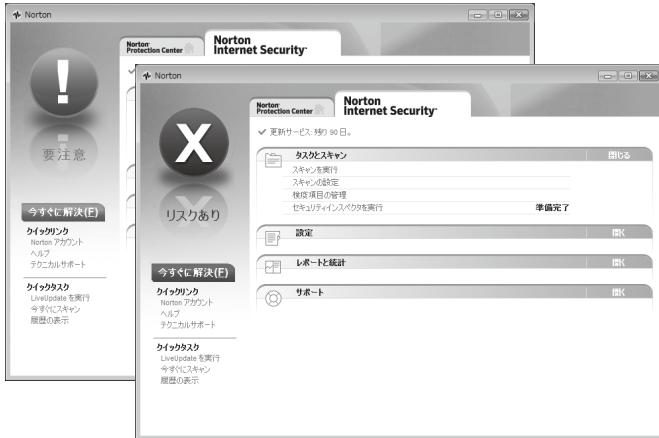 Norton
Norton Protection Center
Norton Internet Security
要注意
今すぐに解決(F)
クイックリンク
Norton アカウント
ヘルプ
テクニカルサポート
クイックタスク
LiveUpdate を実行
今すぐにスキャン
履歴の表示
Norton
Norton Protection Center
Norton Internet Security
更新サービス: 残り 90 日。
X
リスクあり
今すぐに解決(F)
クイックリンク
Norton アカウント
ヘルプ
テクニカルサポート
クイックタスク
LiveUpdate を実行
今すぐにスキャン
履歴の表示
タスクとスキャン 閉じる
スキャンを実行
スキャンの設定
検疫項目の管理
セキュリティインスペクタを実行 準備完了
設定 開く
レポートと統計 開く
サポート 開く